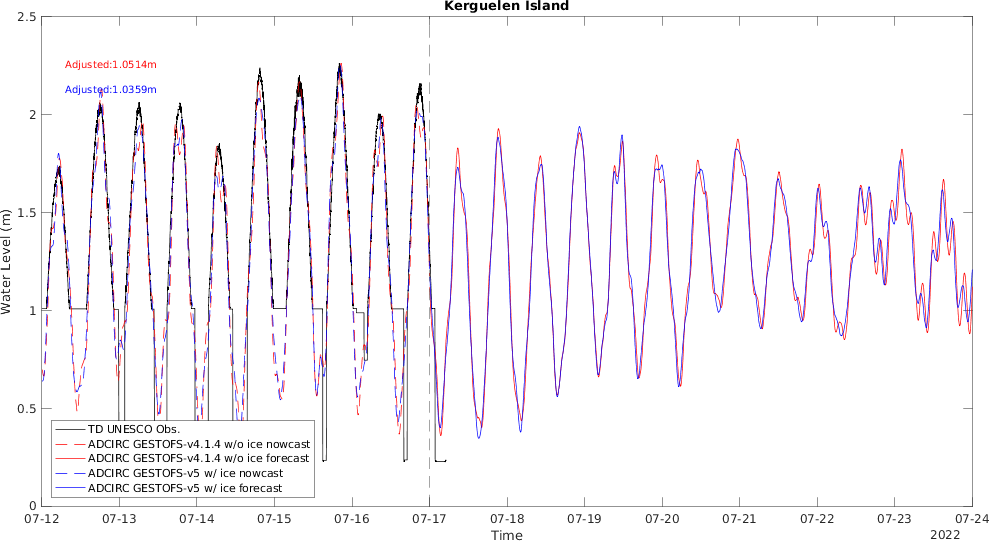 Kerguelen Island
2.5
Adjusted:1.0514m
Adjusted:1.0359m
2
1.5
Water Level (m)
1
0.5
0
TD UNESCO Obs.
ADCIRC GESTOFS-v4.1.4 w/o ice nowcast
ADCIRC GESTOFS-v4.1.4 w/o ice forecast
ADCIRC GESTOFS-v5 w/ ice nowcast
ADCIRC GESTOFS-v5 w/ ice forecast
07-12 07-13 07-14 07-15 07-16 07-17 07-18 07-19 07-20 07-21 07-22 07-23 07-24
Time
2022